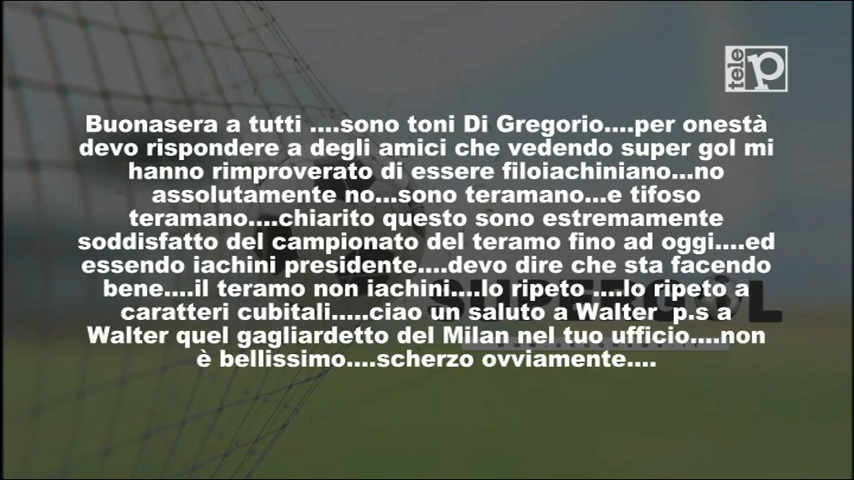 tele p
Buonasera a tutti ....sono toni Di Gregorio....per onestà
devo rispondere a degli amici che vedendo super gol mi
hanno rimproverato di essere filoiachiniano...no
assolutamente no...sono teramano...e tifoso
teramano....chiarito questo sono estremamente
soddisfatto del campionato del teramo fino ad oggi....ed
essendo iachini presidente....devo dire che sta facendo
bene....il teramo non iachini....lo ripeto ....lo ripeto a
caratteri cubitali.....ciao un saluto a Walter  p.s a
Walter quel gagliardetto del Milan nel tuo ufficio....non
è bellissimo....scherzo ovviamente....
SUPERGOL